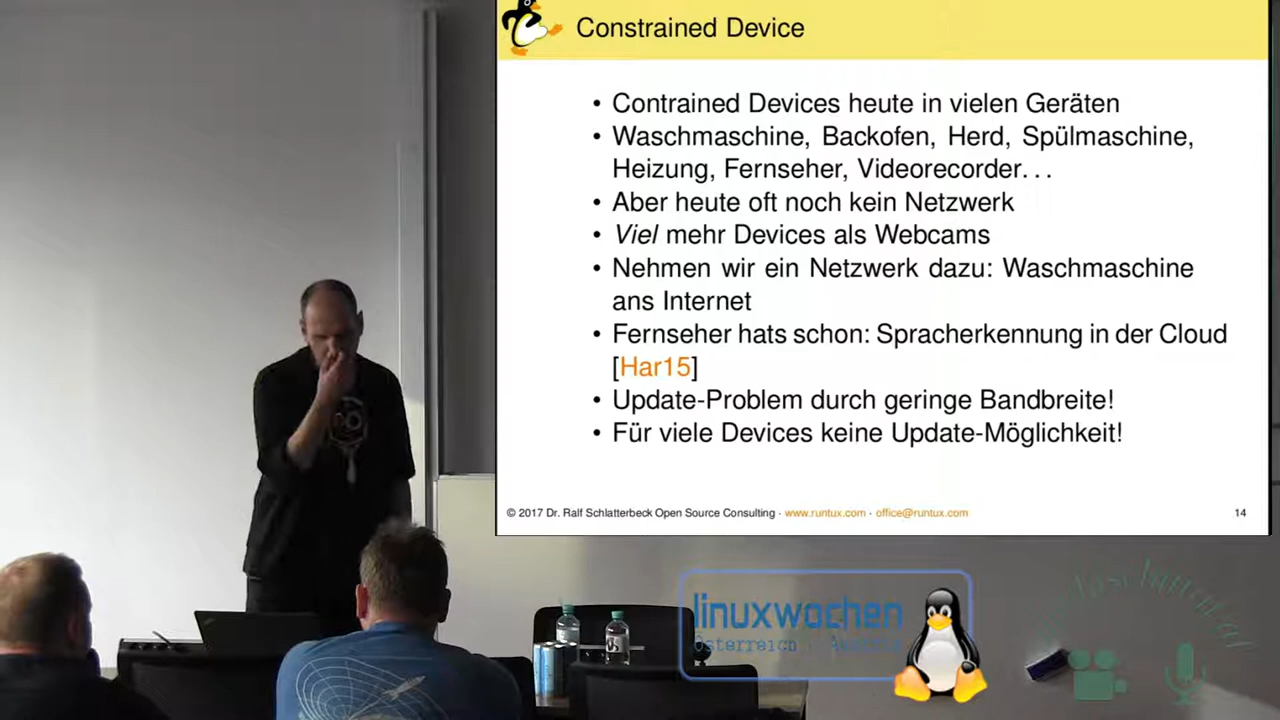 Constrained Device
• Contrained Devices heute in vielen Geräten
• Waschmaschine, Backofen, Herd, Spülmaschine,
Heizung, Fernseher, Videorecorder...
• Aber heute oft noch kein Netzwerk
• Viel mehr Devices als Webcams
• Nehmen wir ein Netzwerk dazu: Waschmaschine
ans Internet
• Fernseher hats schon: Spracherkennung in der Cloud
[Har15]
• Update-Problem durch geringe Bandbreite!
• Für viele Devices keine Update-Möglichkeit!
© 2017 Dr. Ralf Schlatterbeck Open Source Consulting · www.runtux.com · office@runtux.com
14
linuxwochen
Österreich Austria